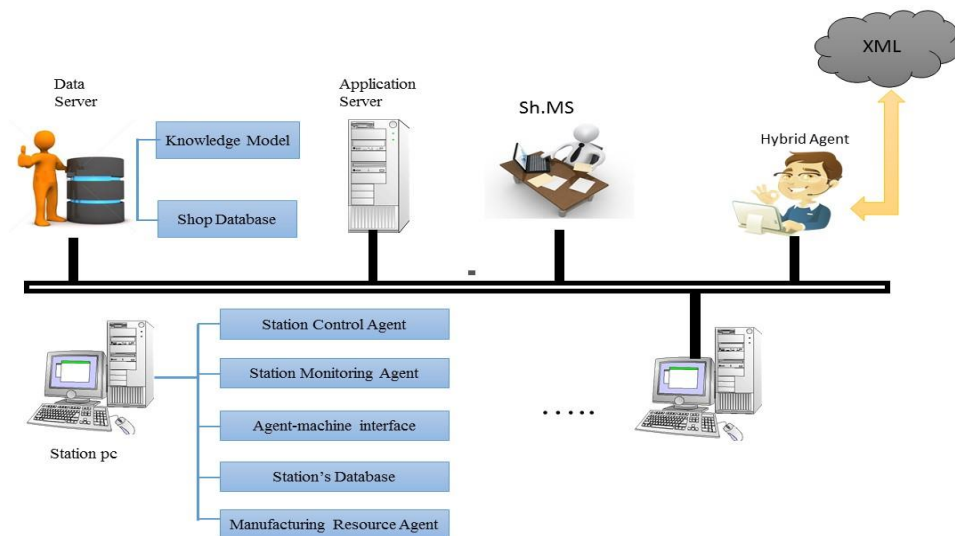 XML
Data
Server
Application
Server
Sh.MS
Hybrid Agent
Knowledge Model
Shop Database
Station Control Agent
Station Monitoring Agent
Agent-machine interface
Station's Database
Manufacturing Resource Agent
Station pc
.....